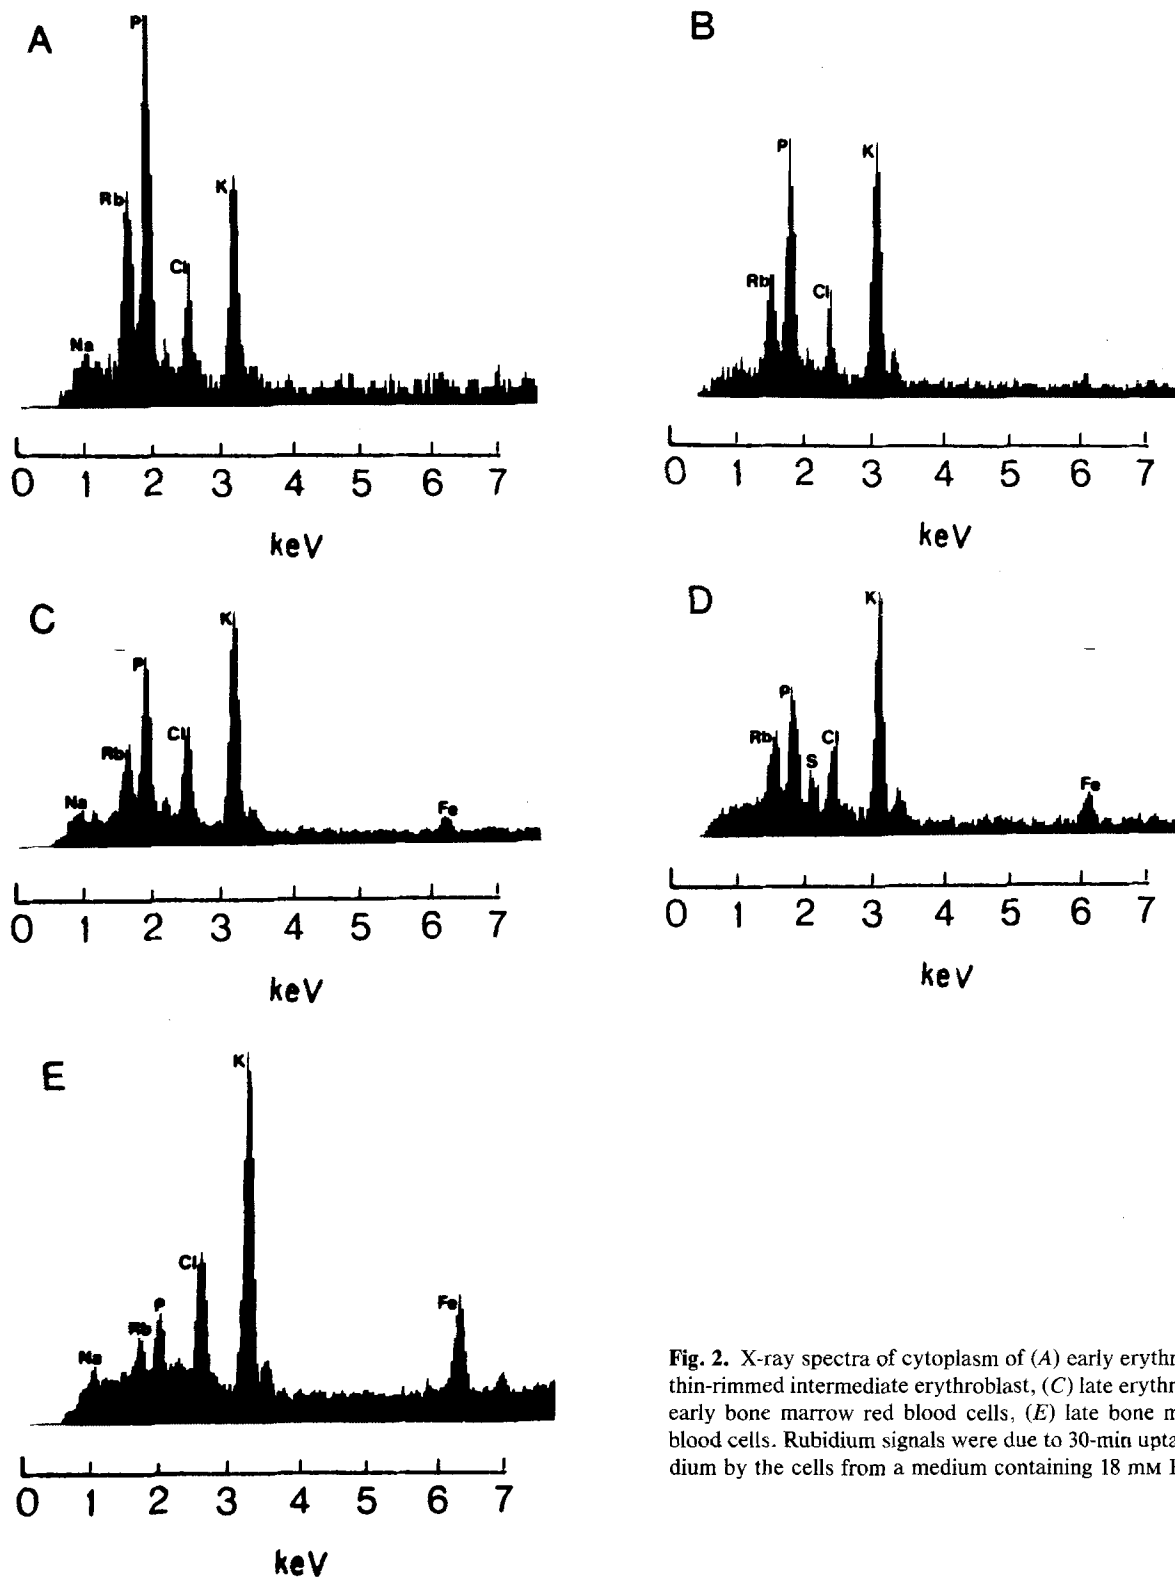 A
P
Rb
K
Cl
Na
0 1 2 3 4 5 6 7
keV
B
P
K
Rb
Cl
0 1 2 3 4 5 6 7
keV
C
K
P
Cl
Rb
Na
Fe
0 1 2 3 4 5 6 7
keV
D
K
P
Rb
Cl
S
Fe
0 1 2 3 4 5 6 7
keV
E
K
Cl
Fe
P
Rb
Na
0 1 2 3 4 5 6 7
keV
Fig. 2. X-ray spectra of cytoplasm of (A) early erythr
thin-rimmed intermediate erythroblast, (C) late erythr
early bone marrow red blood cells, (E) late bone m
blood cells. Rubidium signals were due to 30-min upta
dium by the cells from a medium containing 18 mM